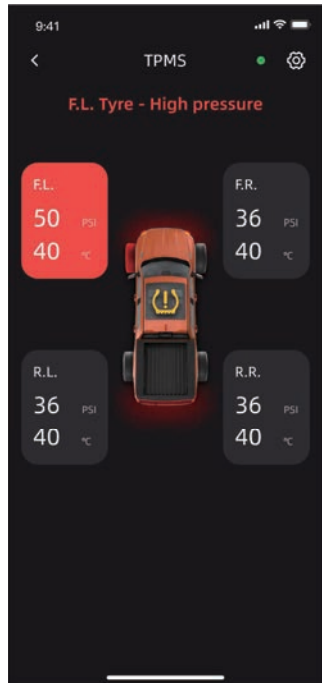 9:41
TPMS
F.L. Tyre - High pressure
F.L.
50 PSI
40 °C
F.R.
36 PSI
40 °C
R.L.
36 PSI
40 °C
R.R.
36 PSI
40 °C